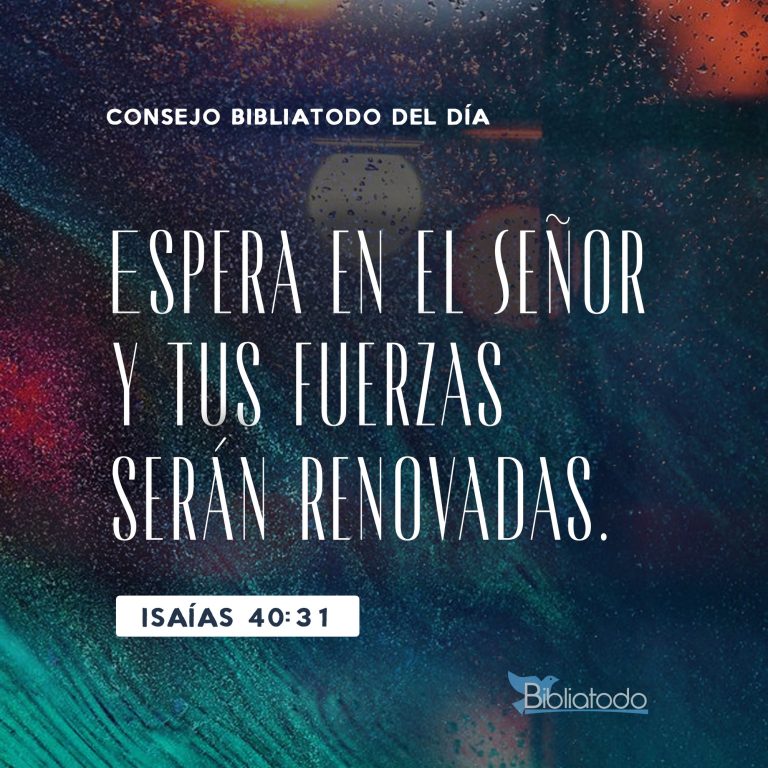 CONSEJO BIBLIATODO DEL DÍA
ESPERA EN EL SEÑOR
Y TUS FUERZAS
SERÁN RENOVADAS.
ISAÍAS 40:31
Bibliatodo